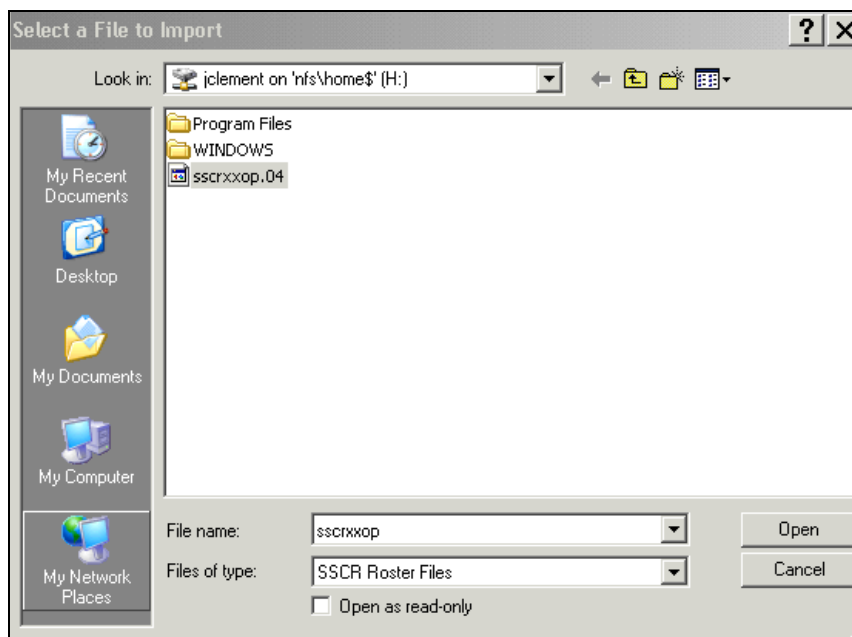 Select a File to Import
Look in: jclement on 'nfs\home$' (H:)
My Recent
Documents
Desktop
My Documents
My Computer
My Network
Places
Program Files
WINDOWS
sscrxxop.04
File name: sscrxxop
Open
Files of type: SSCR Roster Files
Cancel
Open as read-only